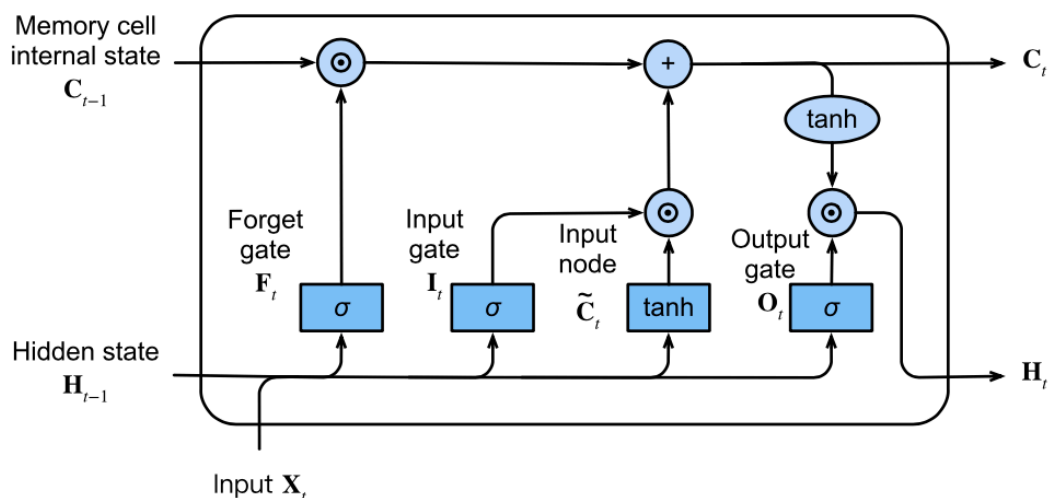 Memory cell
internal state
C_{t−1}
⊙
+
C_t
tanh
⊙
⊙
Forget
gate
F_t
σ
Input
gate
I_t
σ
Input
node
C̃_t
tanh
Output
gate
O_t
σ
Hidden state
H_{t−1}
H_t
Input X_t